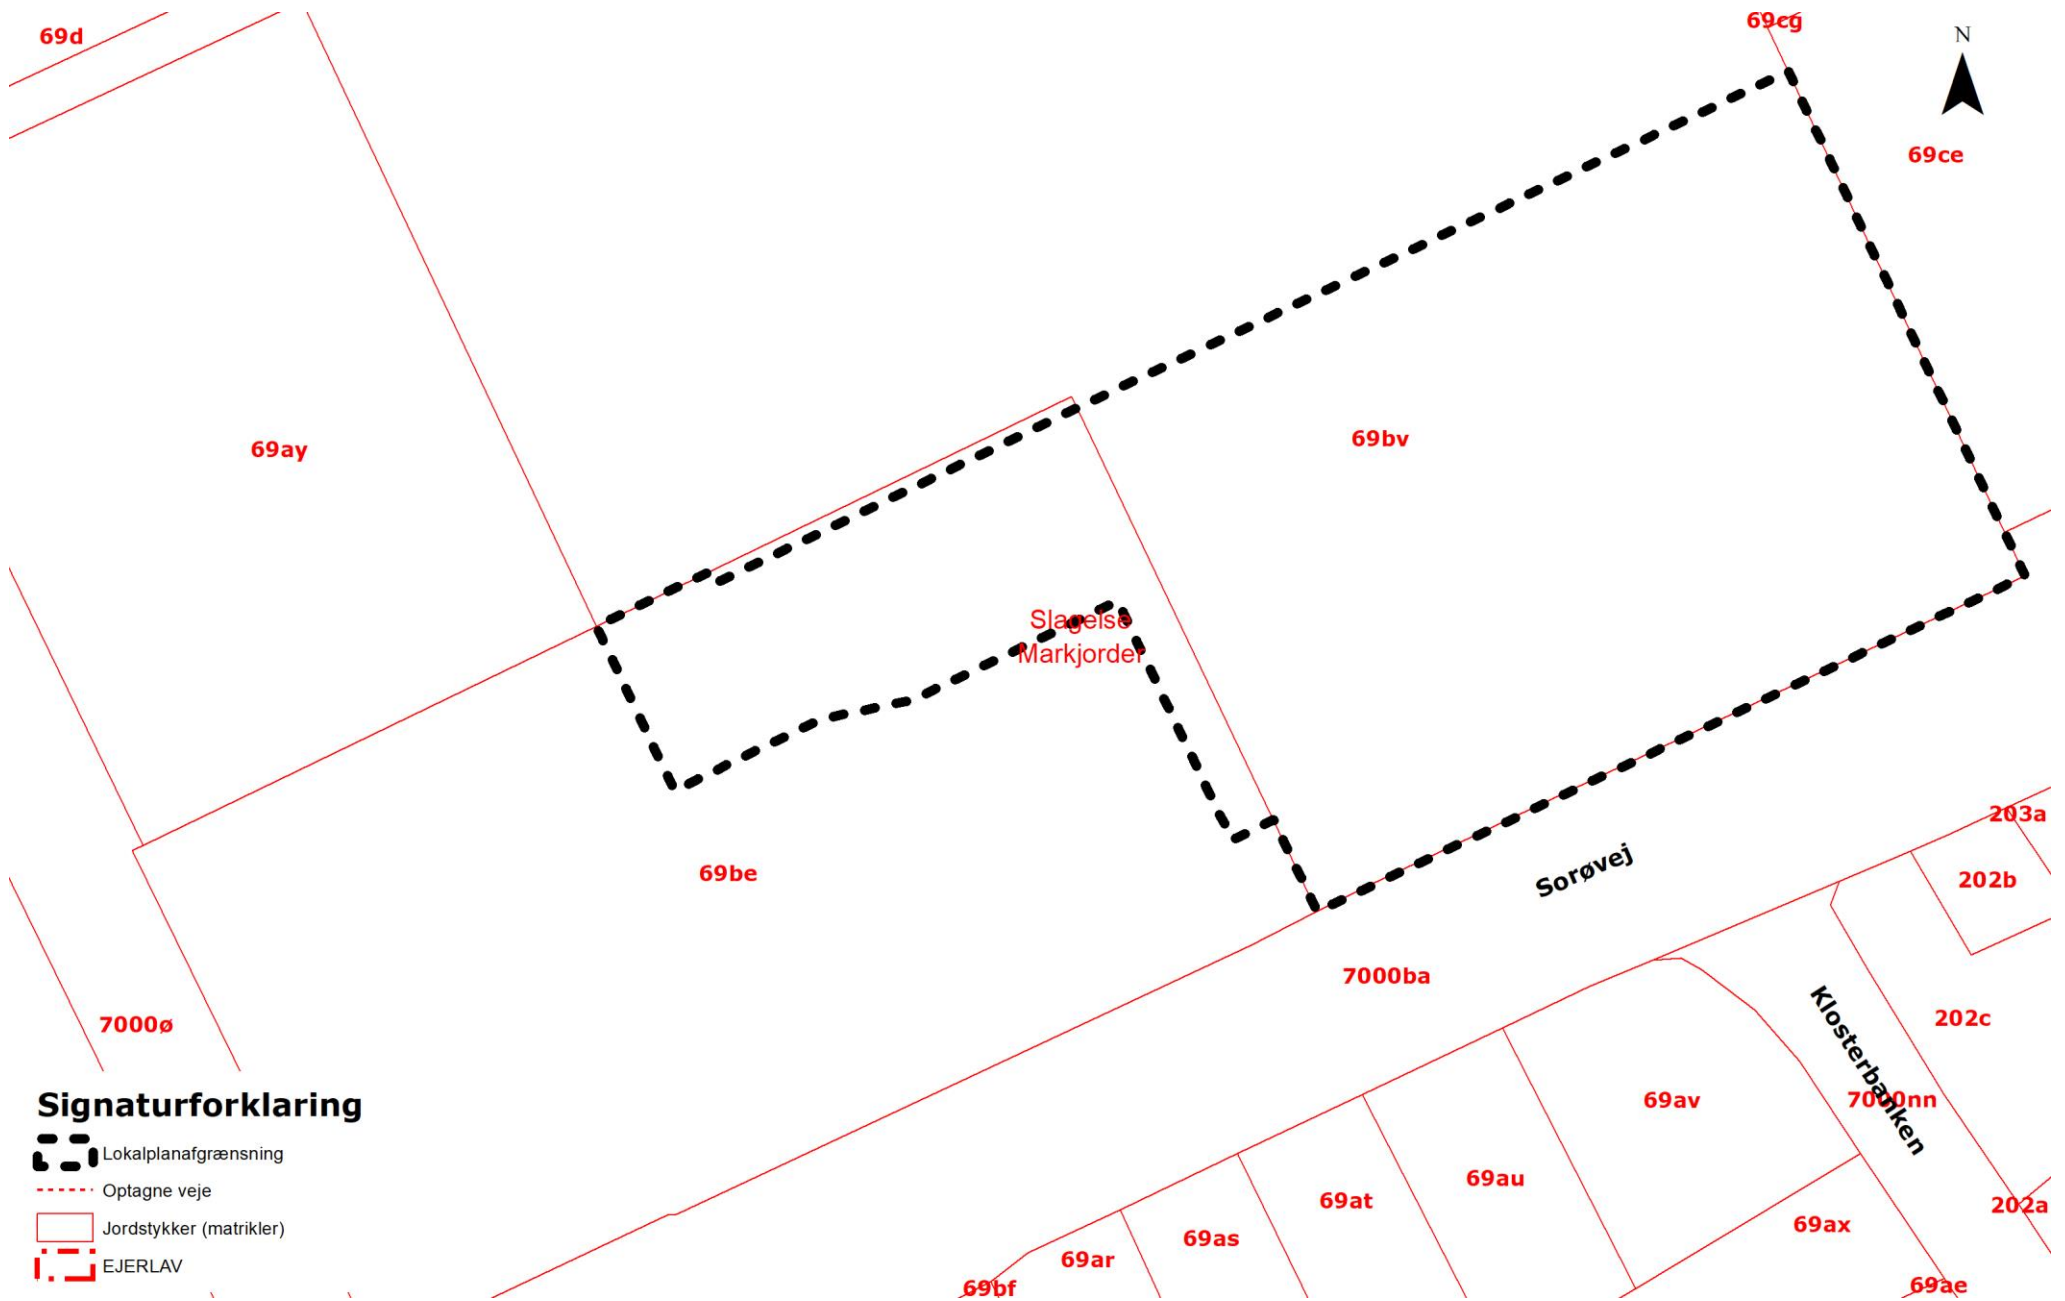 69d
69cg
N
69ce
69ay
69bv
Slagelse
Markjorder
69be
Sorøvej
203a
202b
7000ba
7000ø
202c
Klosterbanken
7000nn
69av
69au
69at
69as
69ar
69bf
69ax
202a
69ae
Signaturforklaring
Lokalplanafgrænsning
Optagne veje
Jordstykker (matrikler)
EJERLAV